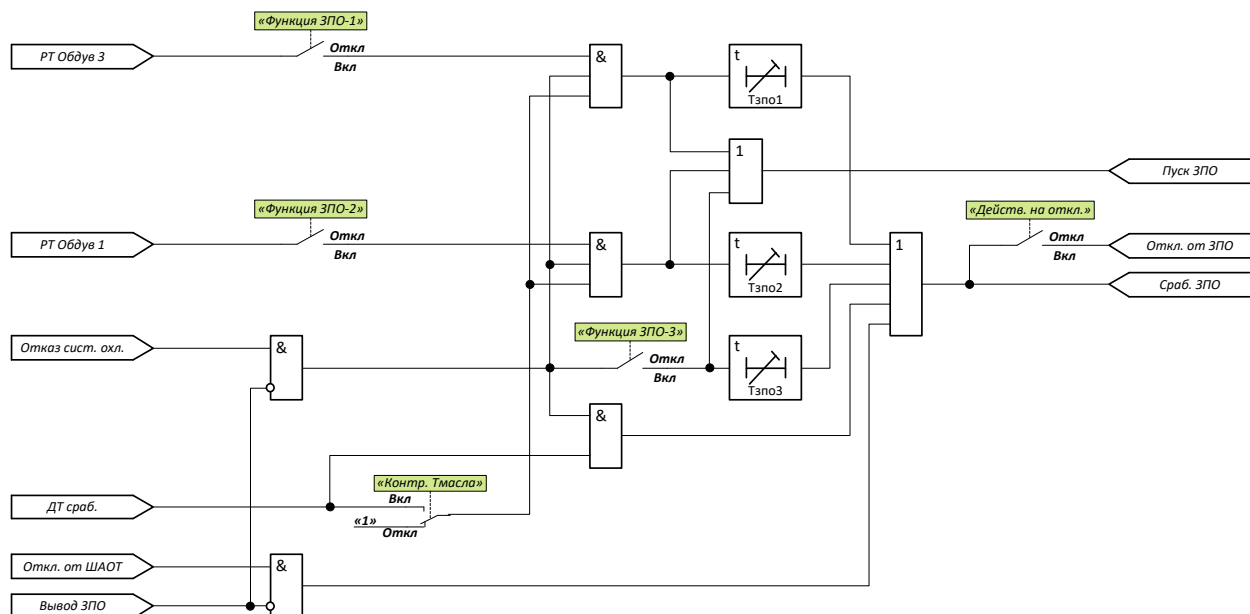 «Функция ЗПО-1»
РТ Обдув 3
Откл
Вкл
&
t
Тзпо1
1
Пуск ЗПО
«Функция ЗПО-2»
РТ Обдув 1
Откл
Вкл
&
t
Тзпо2
1
«Действ. на откл.»
Откл
Вкл
Откл. от ЗПО
Сраб. ЗПО
Отказ сист. охл.
&
«Функция ЗПО-3»
Откл
Вкл
t
Тзпо3
&
«Контр. Тмасла»
Вкл
ДТ сраб.
«1»
Откл
Откл. от ШАОТ
&
Вывод ЗПО